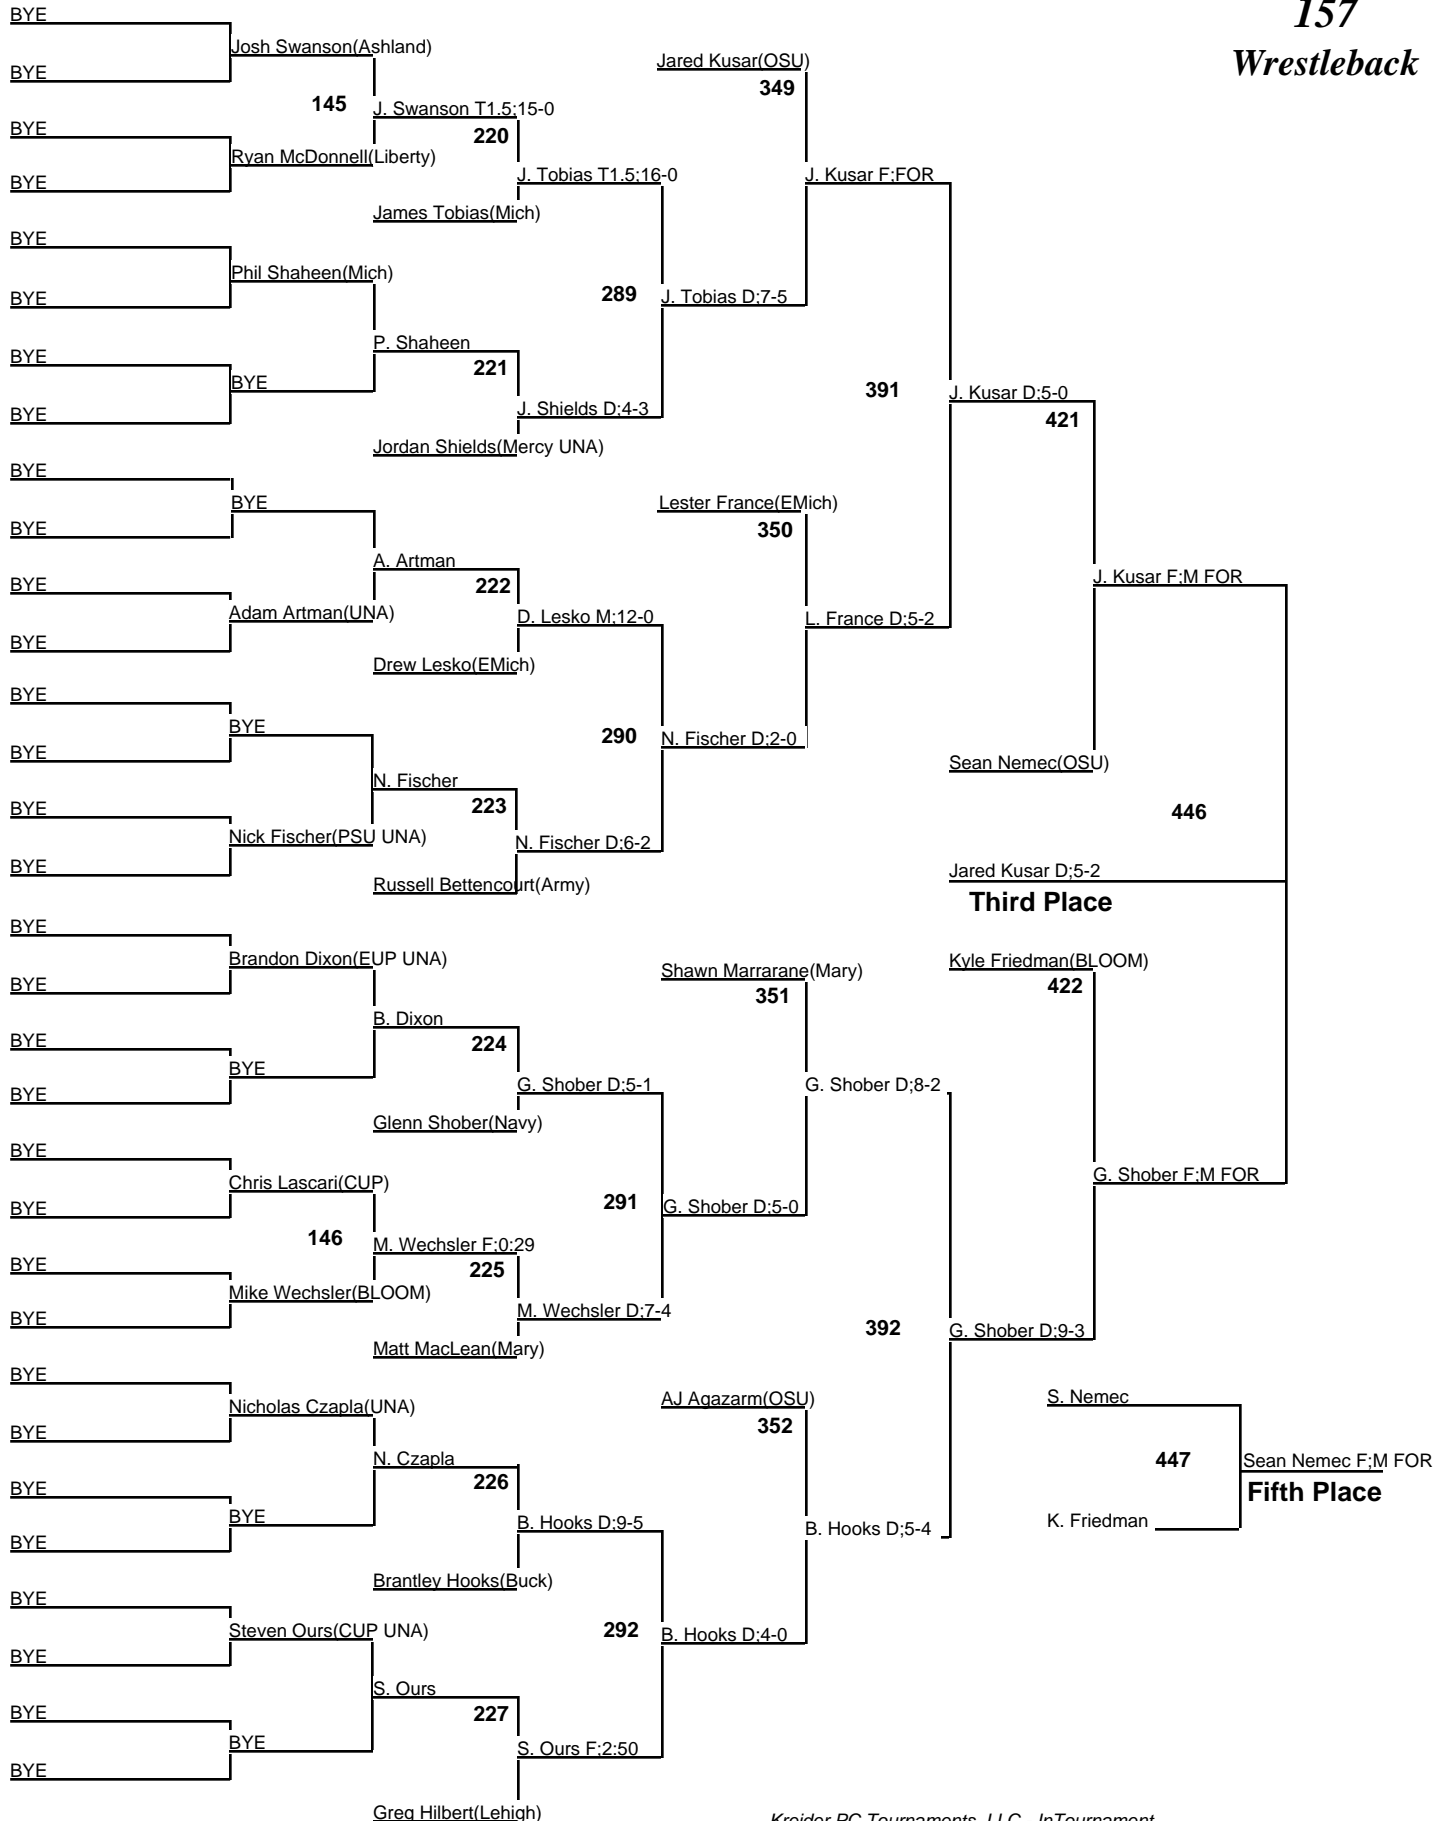 157
Wrestleback
BYE
Josh Swanson(Ashland)
Jared Kusar(OSU)
BYE
349
145
J. Swanson T1.5;15-0
BYE
220
Ryan McDonnell(Liberty)
J. Tobias T1.5;16-0
J. Kusar F;FOR
BYE
James Tobias(Mich)
BYE
Phil Shaheen(Mich)
289
J. Tobias D;7-5
BYE
P. Shaheen
BYE
221
BYE
391
J. Kusar D;5-0
J. Shields D;4-3
BYE
421
Jordan Shields(Mercy UNA)
BYE
BYE
Lester France(EMich)
BYE
350
A. Artman
J. Kusar F;M FOR
BYE
222
Adam Artman(UNA)
D. Lesko M;12-0
L. France D;5-2
BYE
Drew Lesko(EMich)
BYE
BYE
290
N. Fischer D;2-0
BYE
Sean Nemec(OSU)
N. Fischer
BYE
223
446
Nick Fischer(PSU UNA)
N. Fischer D;6-2
BYE
Jared Kusar D;5-2
Russell Bettencourt(Army)
Third Place
BYE
Brandon Dixon(EUP UNA)
Kyle Friedman(BLOOM)
Shawn Marrarane(Mary)
BYE
422
351
B. Dixon
BYE
224
BYE
G. Shober D;5-1
G. Shober D;8-2
BYE
Glenn Shober(Navy)
BYE
Chris Lascari(CUP)
G. Shober F;M FOR
BYE
291
G. Shober D;5-0
146
M. Wechsler F;0:29
BYE
225
Mike Wechsler(BLOOM)
M. Wechsler D;7-4
BYE
392
G. Shober D;9-3
Matt MacLean(Mary)
BYE
Nicholas Czapla(UNA)
AJ Agazarm(OSU)
S. Nemec
BYE
352
N. Czapla
447
Sean Nemec F;M FOR
BYE
226
Fifth Place
BYE
B. Hooks D;9-5
B. Hooks D;5-4
K. Friedman
BYE
Brantley Hooks(Buck)
BYE
Steven Ours(CUP UNA)
292
B. Hooks D;4-0
BYE
S. Ours
BYE
227
BYE
S. Ours F;2:50
BYE
Greg Hilbert(Lehigh)
Kreider PC Tournaments, LLC - InTournament